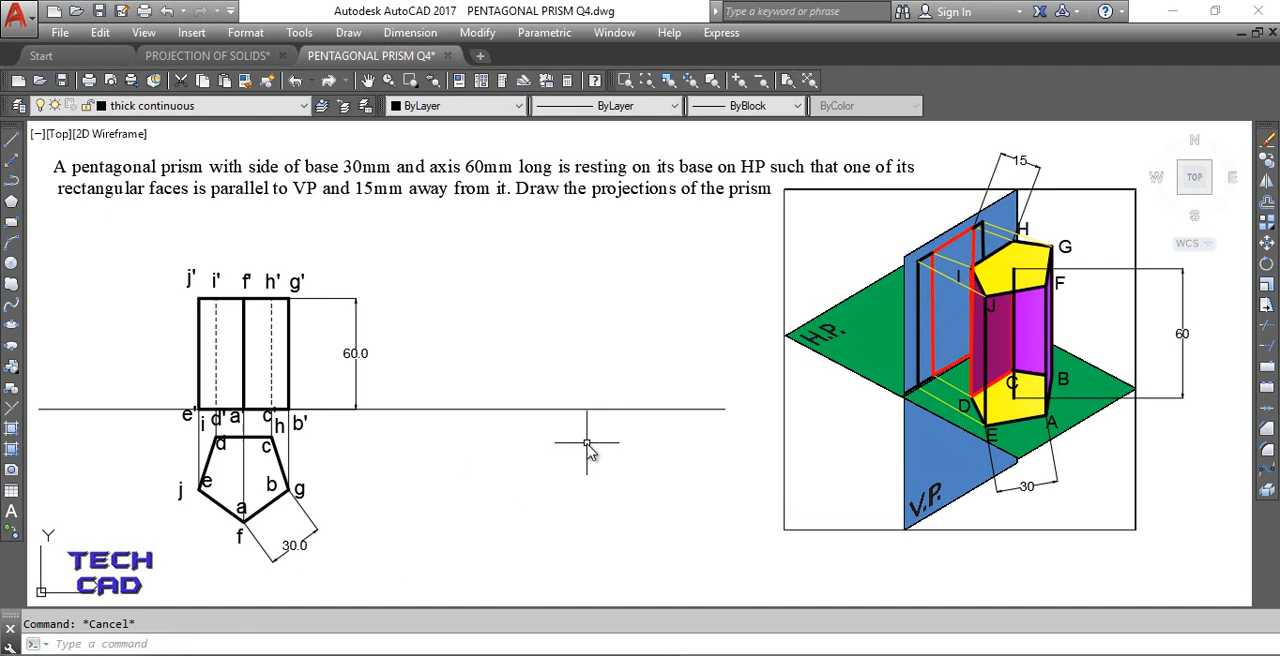 Autodesk AutoCAD 2017 PENTAGONAL PRISM Q4.dwg
Type a keyword or phrase
Sign In
File Edit View Insert Format Tools Draw Dimension Modify Parametric Window Help Express
Start
PROJECTION OF SOLIDS*
PENTAGONAL PRISM Q4*
thick continuous
ByLayer
ByLayer
ByBlock
ByColor
[−][Top][2D Wireframe]
A pentagonal prism with side of base 30mm and axis 60mm long is resting on its base on HP such that one of its
rectangular faces is parallel to VP and 15mm away from it. Draw the projections of the prism
N
W TOP E
S
WCS
15
H
G
I
F
J
60
H.P.
C
B
D
A
E
30
V.P.
j' i' f' h' g'
60.0
e' i d' a' c' h b'
d c
j e b g
a
f
30.0
Y
TECH
CAD
Command: *Cancel*
Type a command